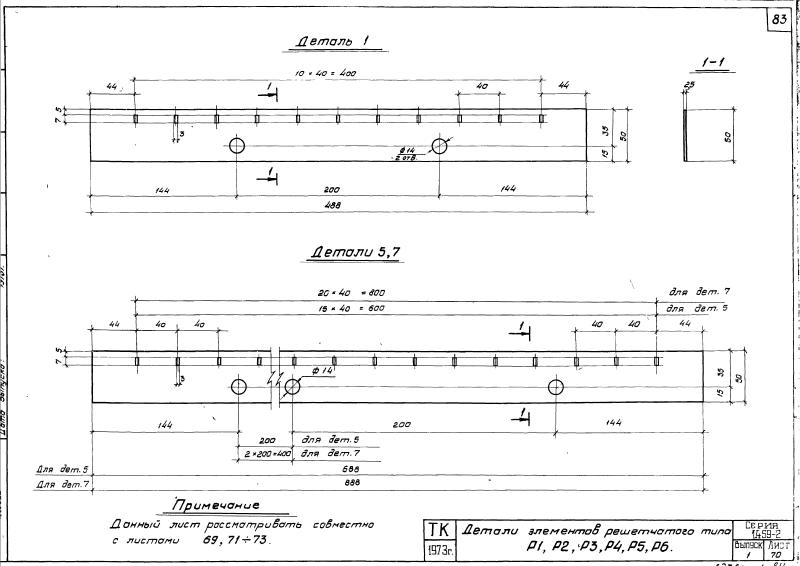 83
Деталь 1
1-1
10 × 40 = 400
44
1
40
44
2,5
5
7
3
ϕ14
2 отв.
35
15
50
50
1
144
200
144
488
Детали 5,7
20 × 40 = 800
для дет. 7
15 × 40 = 600
для дет. 5
44
40
40
1
40
40
44
5
7
3
ϕ14
35
15
50
1
144
200
144
200
для дет. 5
2×200=400
для дет. 7
Для дет. 5
688
Для дет. 7
888
Примечание
Данный лист рассматривать совместно
с листами 69, 71÷73.
ТК
1973г.
Детали элементов решетчатого типа
Р1, Р2, Р3, Р4, Р5, Р6.
Серия
1.459-2
Выпуск
1
Лист
70
Дата выпуска: